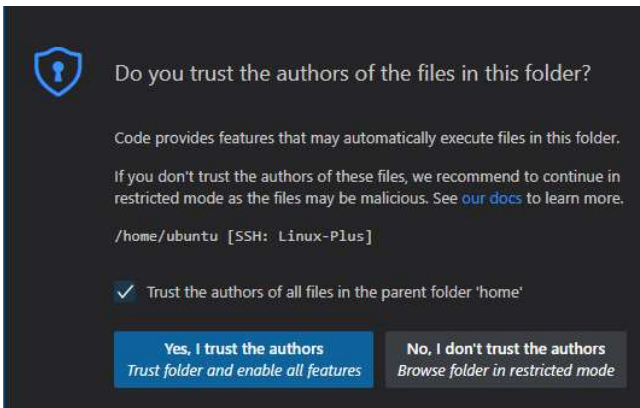 Do you trust the authors of the files in this folder?
Code provides features that may automatically execute files in this folder.
If you don't trust the authors of these files, we recommend to continue in
restricted mode as the files may be malicious. See our docs to learn more.
/home/ubuntu [SSH: Linux-Plus]
Trust the authors of all files in the parent folder 'home'
Yes, I trust the authors
Trust folder and enable all features
No, I don't trust the authors
Browse folder in restricted mode